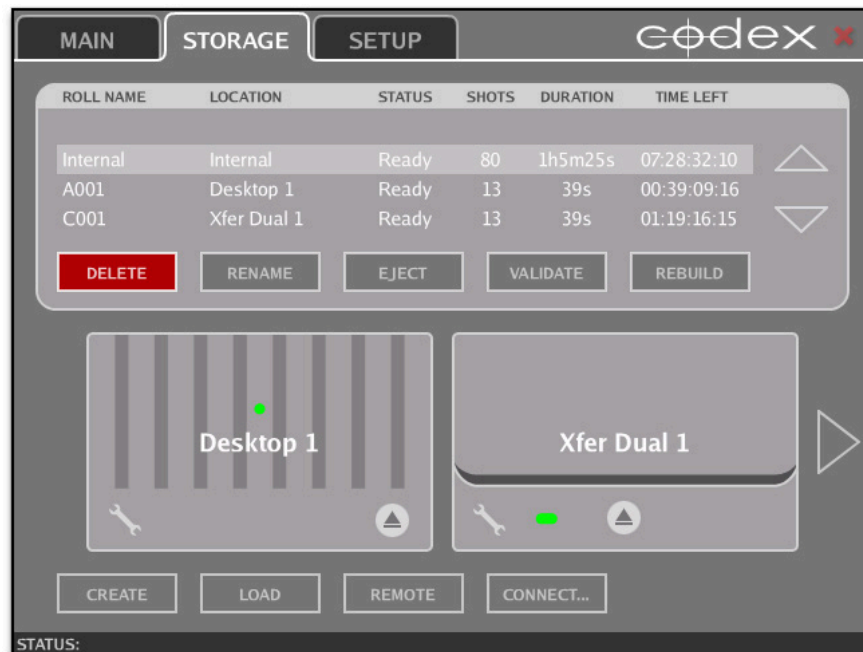 MAIN STORAGE SETUP codex
ROLL NAME LOCATION STATUS SHOTS DURATION TIME LEFT
Internal Internal Ready 80 1h5m25s 07:28:32:10
A001 Desktop 1 Ready 13 39s 00:39:09:16
C001 Xfer Dual 1 Ready 13 39s 01:19:16:15
DELETE RENAME EJECT VALIDATE REBUILD
Desktop 1 Xfer Dual 1
CREATE LOAD REMOTE CONNECT...
STATUS: